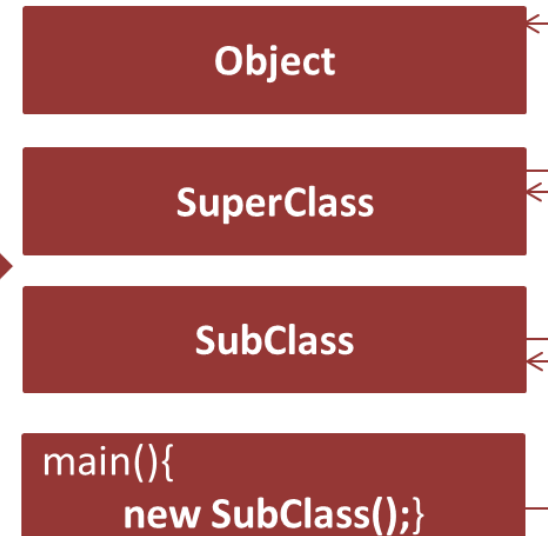 Object
SuperClass
SubClass
main(){
new SubClass();}